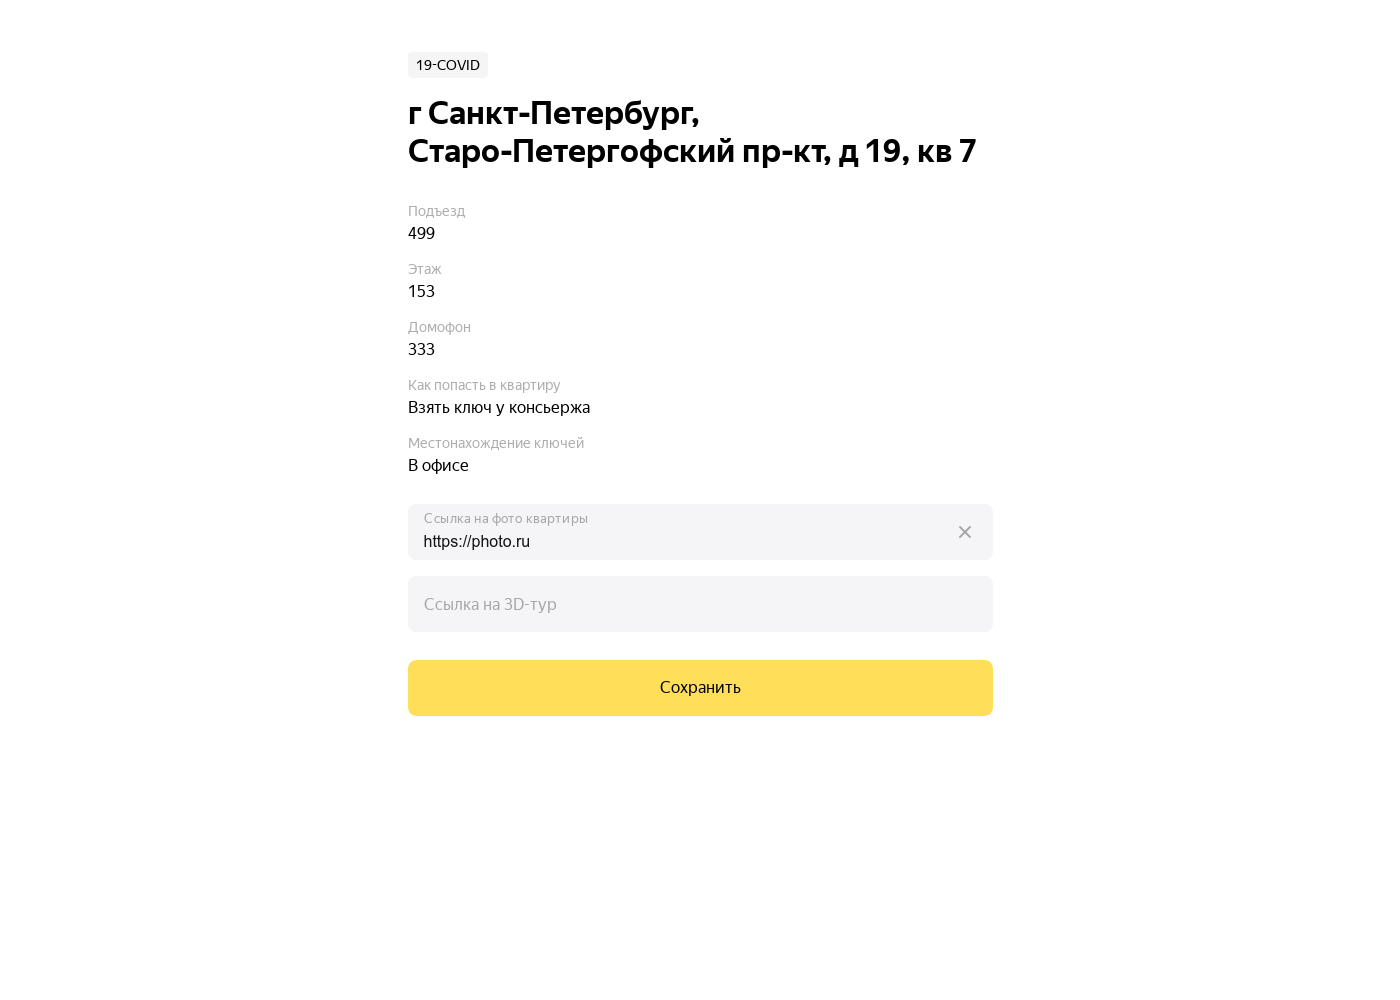 19-COVID
г Санкт-Петербург,
Старо-Петергофский пр-кт, д 19, кв 7
Подъезд
499
Этаж
153
Домофон
333
Как попасть в квартиру
Взять ключ у консьержа
Местонахождение ключей
В офисе
Ссылка на фото квартиры
https://photo.ru
Ссылка на 3D-тур
Сохранить